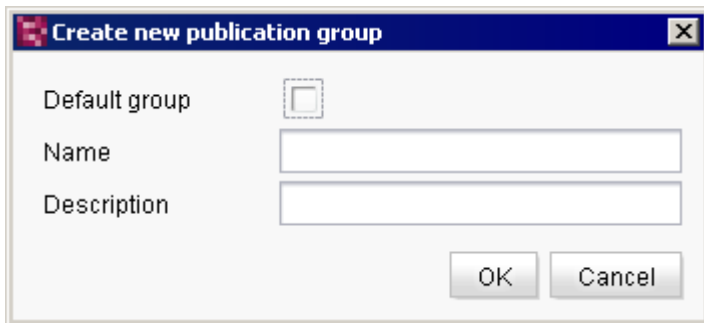 Create new publication group
Default group
Name
Description
OK Cancel